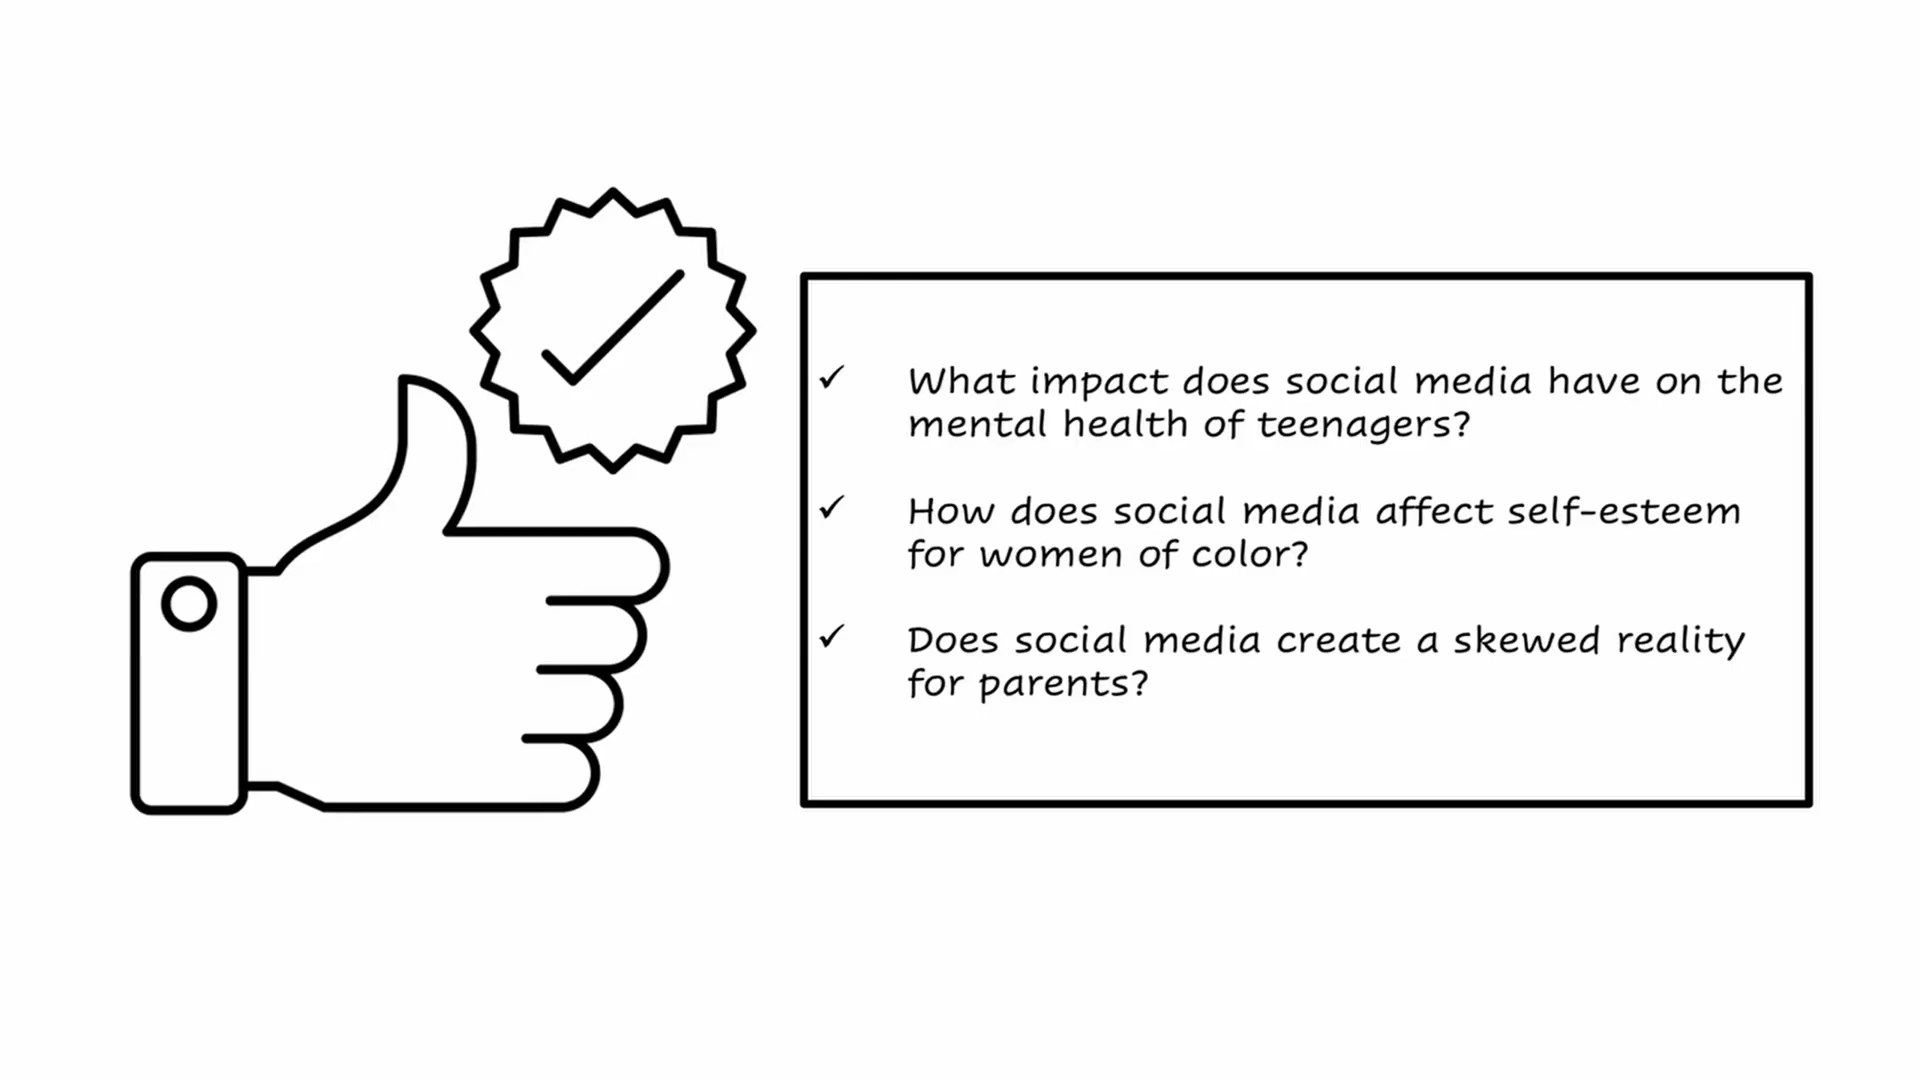 ✓ What impact does social media have on the
mental health of teenagers?
✓ How does social media affect self-esteem
for women of color?
✓ Does social media create a skewed reality
for parents?